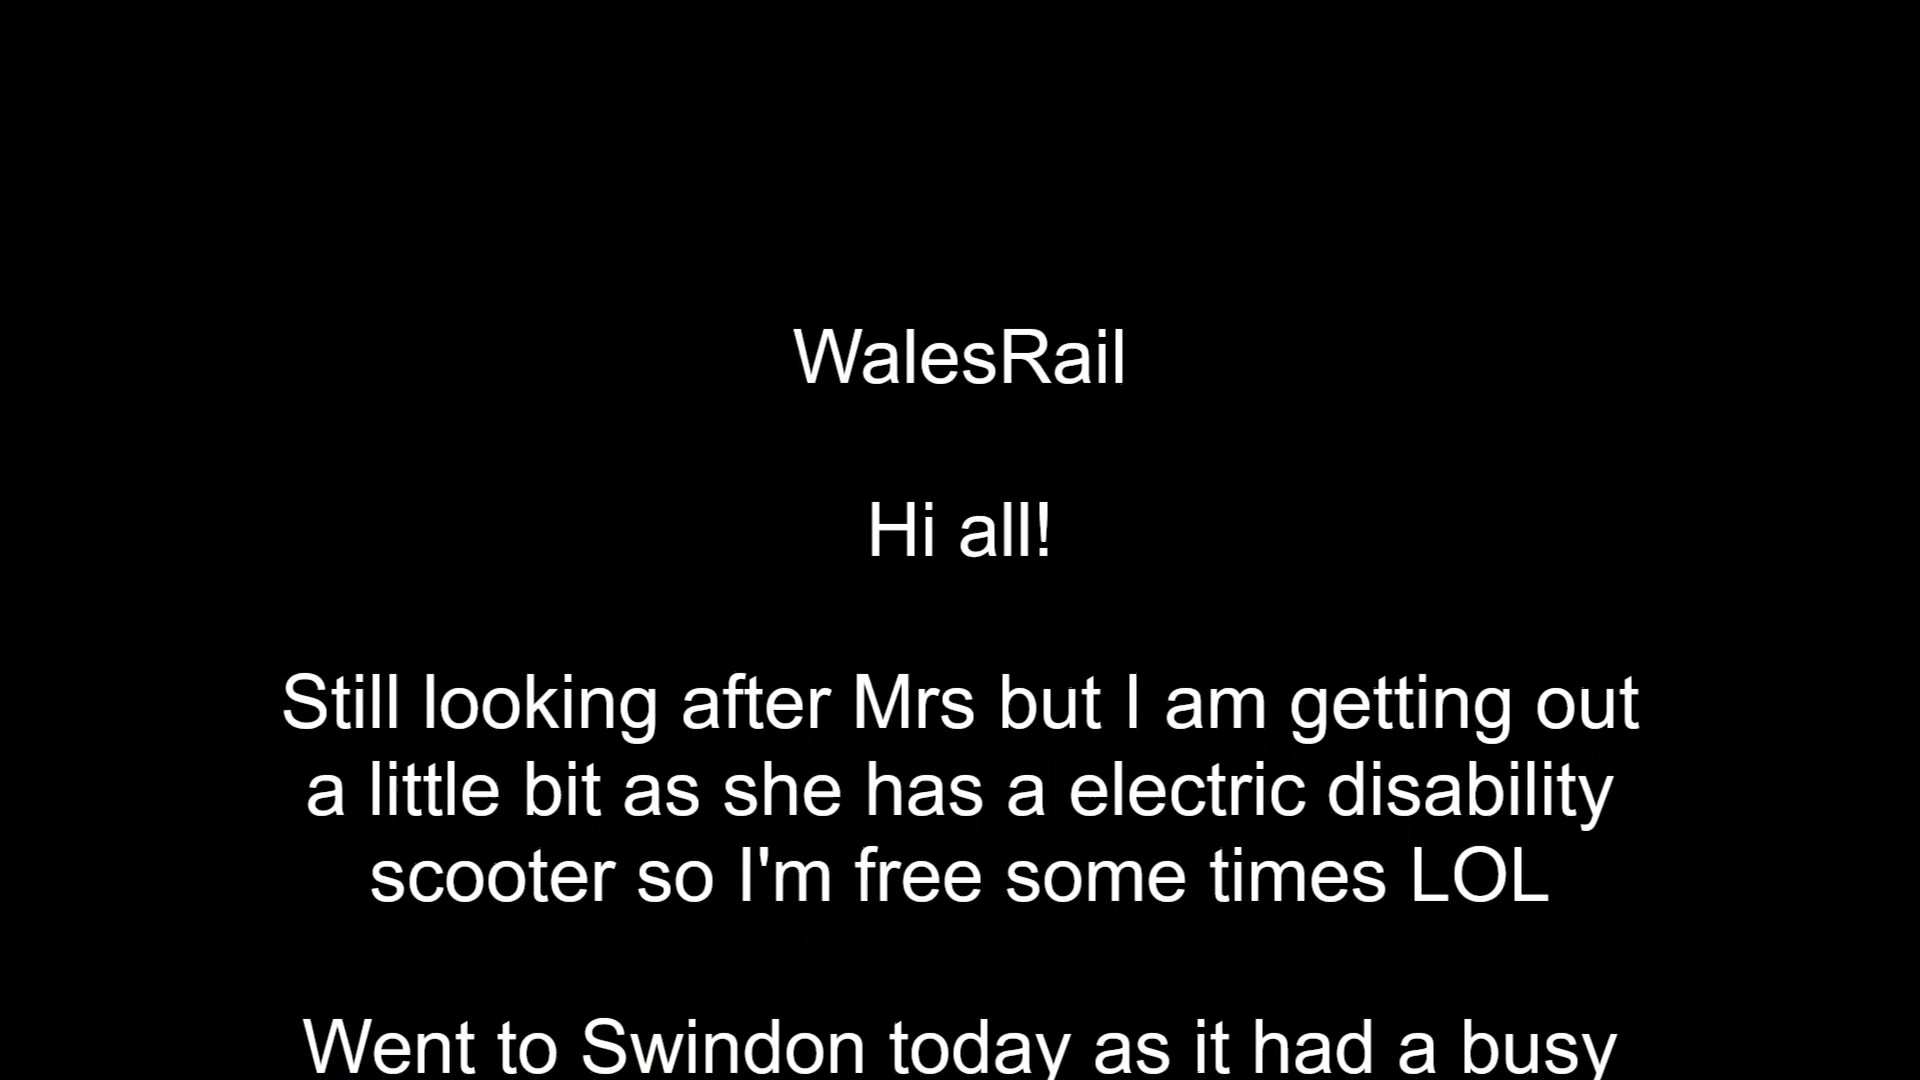 WalesRail
Hi all!
Still looking after Mrs but I am getting out
a little bit as she has a electric disability
scooter so I'm free some times LOL
Went to Swindon today as it had a busy